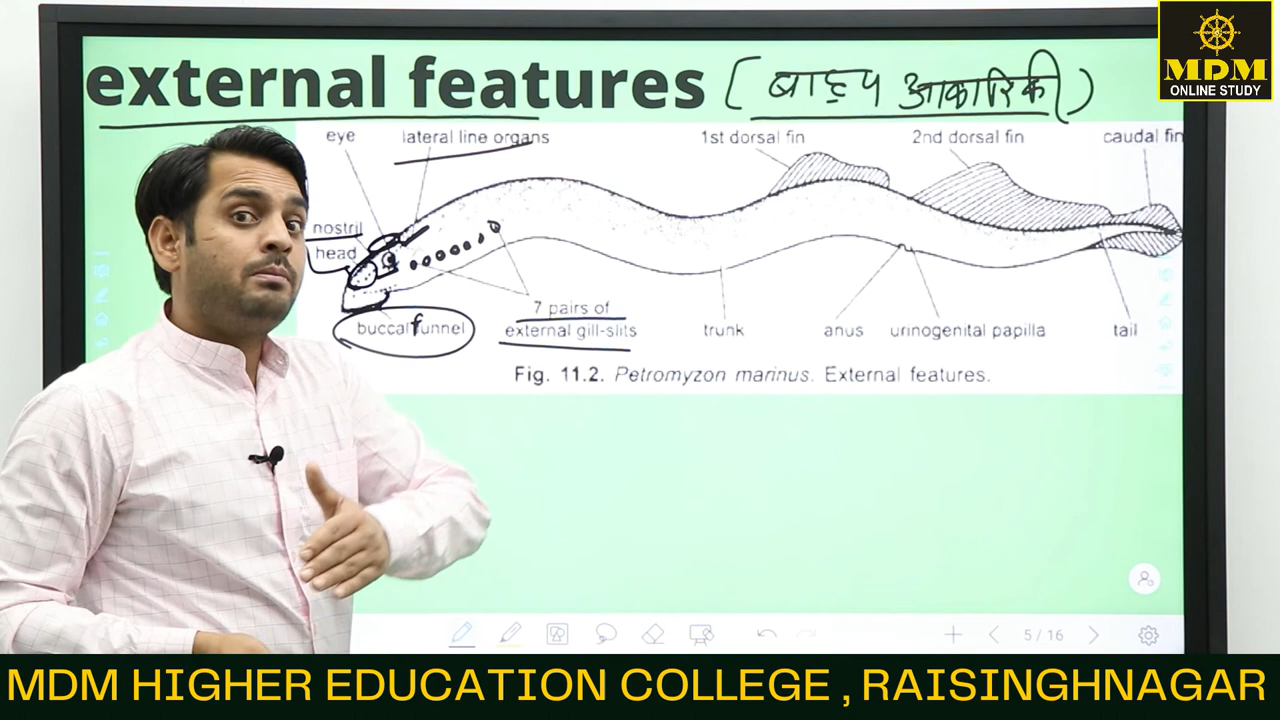 MDM
ONLINE STUDY
external features ( बाह्य आकारिकी )
eye
lateral line organs
1st dorsal fin
2nd dorsal fin
caudal fin
nostril
head
7 pairs of
external gill-slits
buccal funnel
trunk
anus
urinogenital papilla
tail
Fig. 11.2. Petromyzon marinus. External features.
5/16
MDM HIGHER EDUCATION COLLEGE , RAISINGHNAGAR